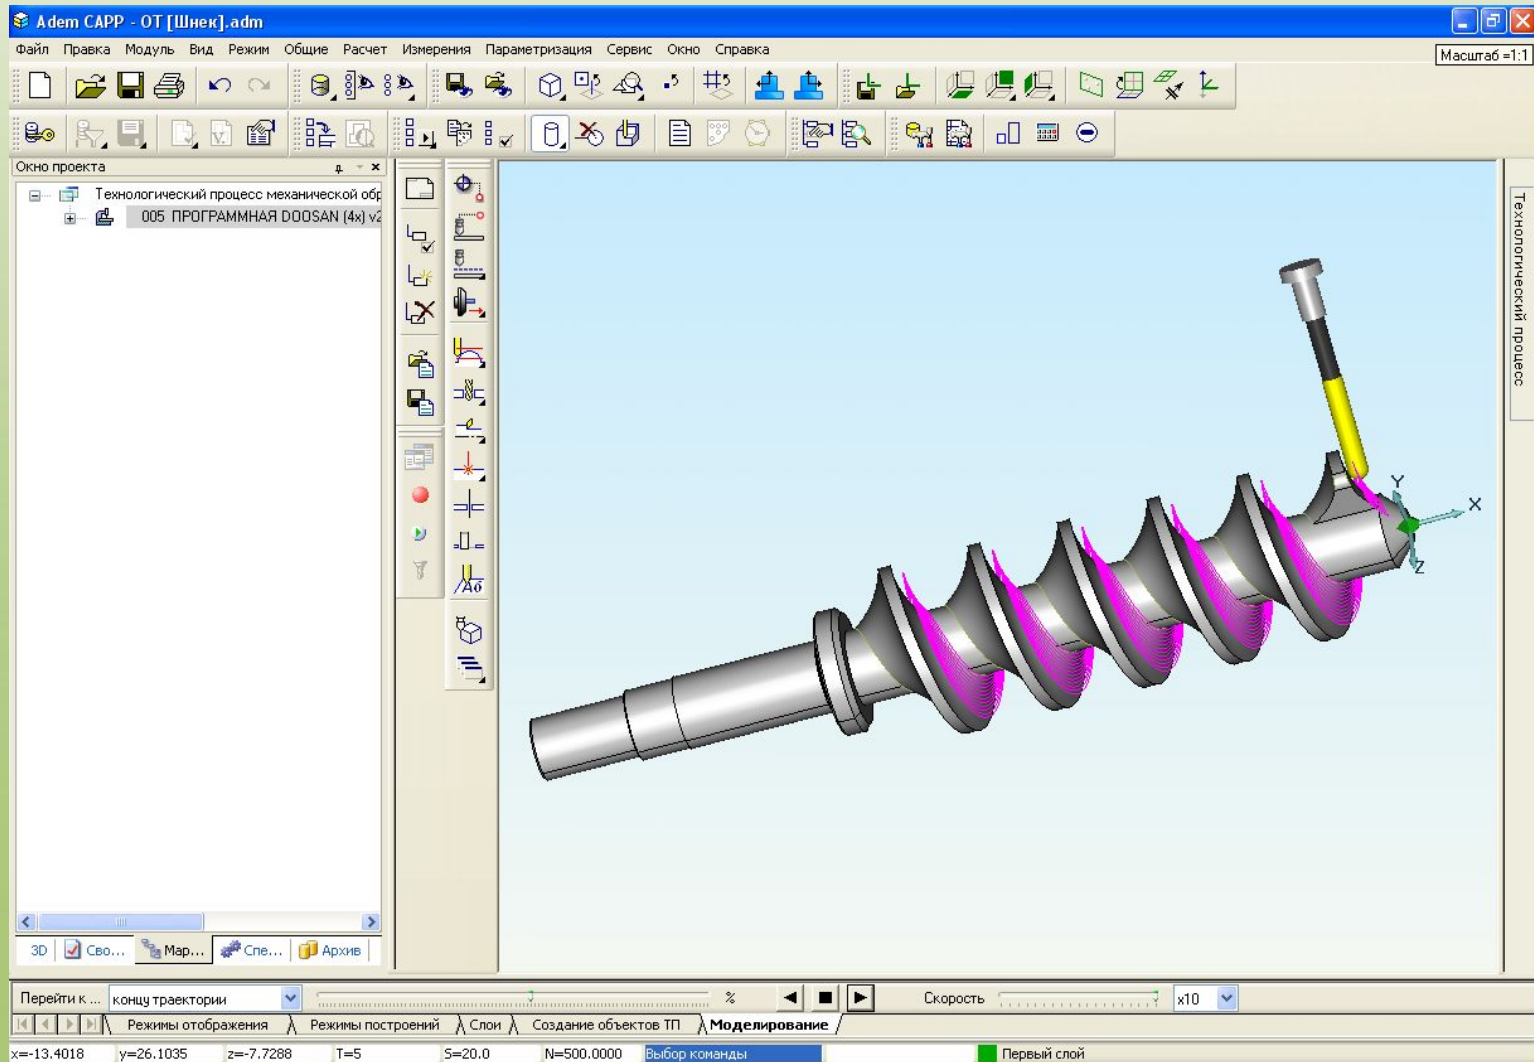 Adem CAPP - ОТ [Шнек].adm
Файл Правка Модуль Вид Режим Общие Расчет Измерения Параметризация Сервис Окно Справка
Масштаб =1:1
Окно проекта
Технологический процесс механической обр
005 ПРОГРАММНАЯ DOOSAN (4x) v2
Технологический процесс
Y
X
Z
3D Сво... Мар... Спе... Архив
Перейти к ... концу траектории % Скорость x10
Режимы отображения Режимы построений Слои Создание объектов ТП Моделирование
x=-13.4018 y=26.1035 z=-7.7288 T=5 S=20.0 N=500.0000 Выбор команды Первый слой